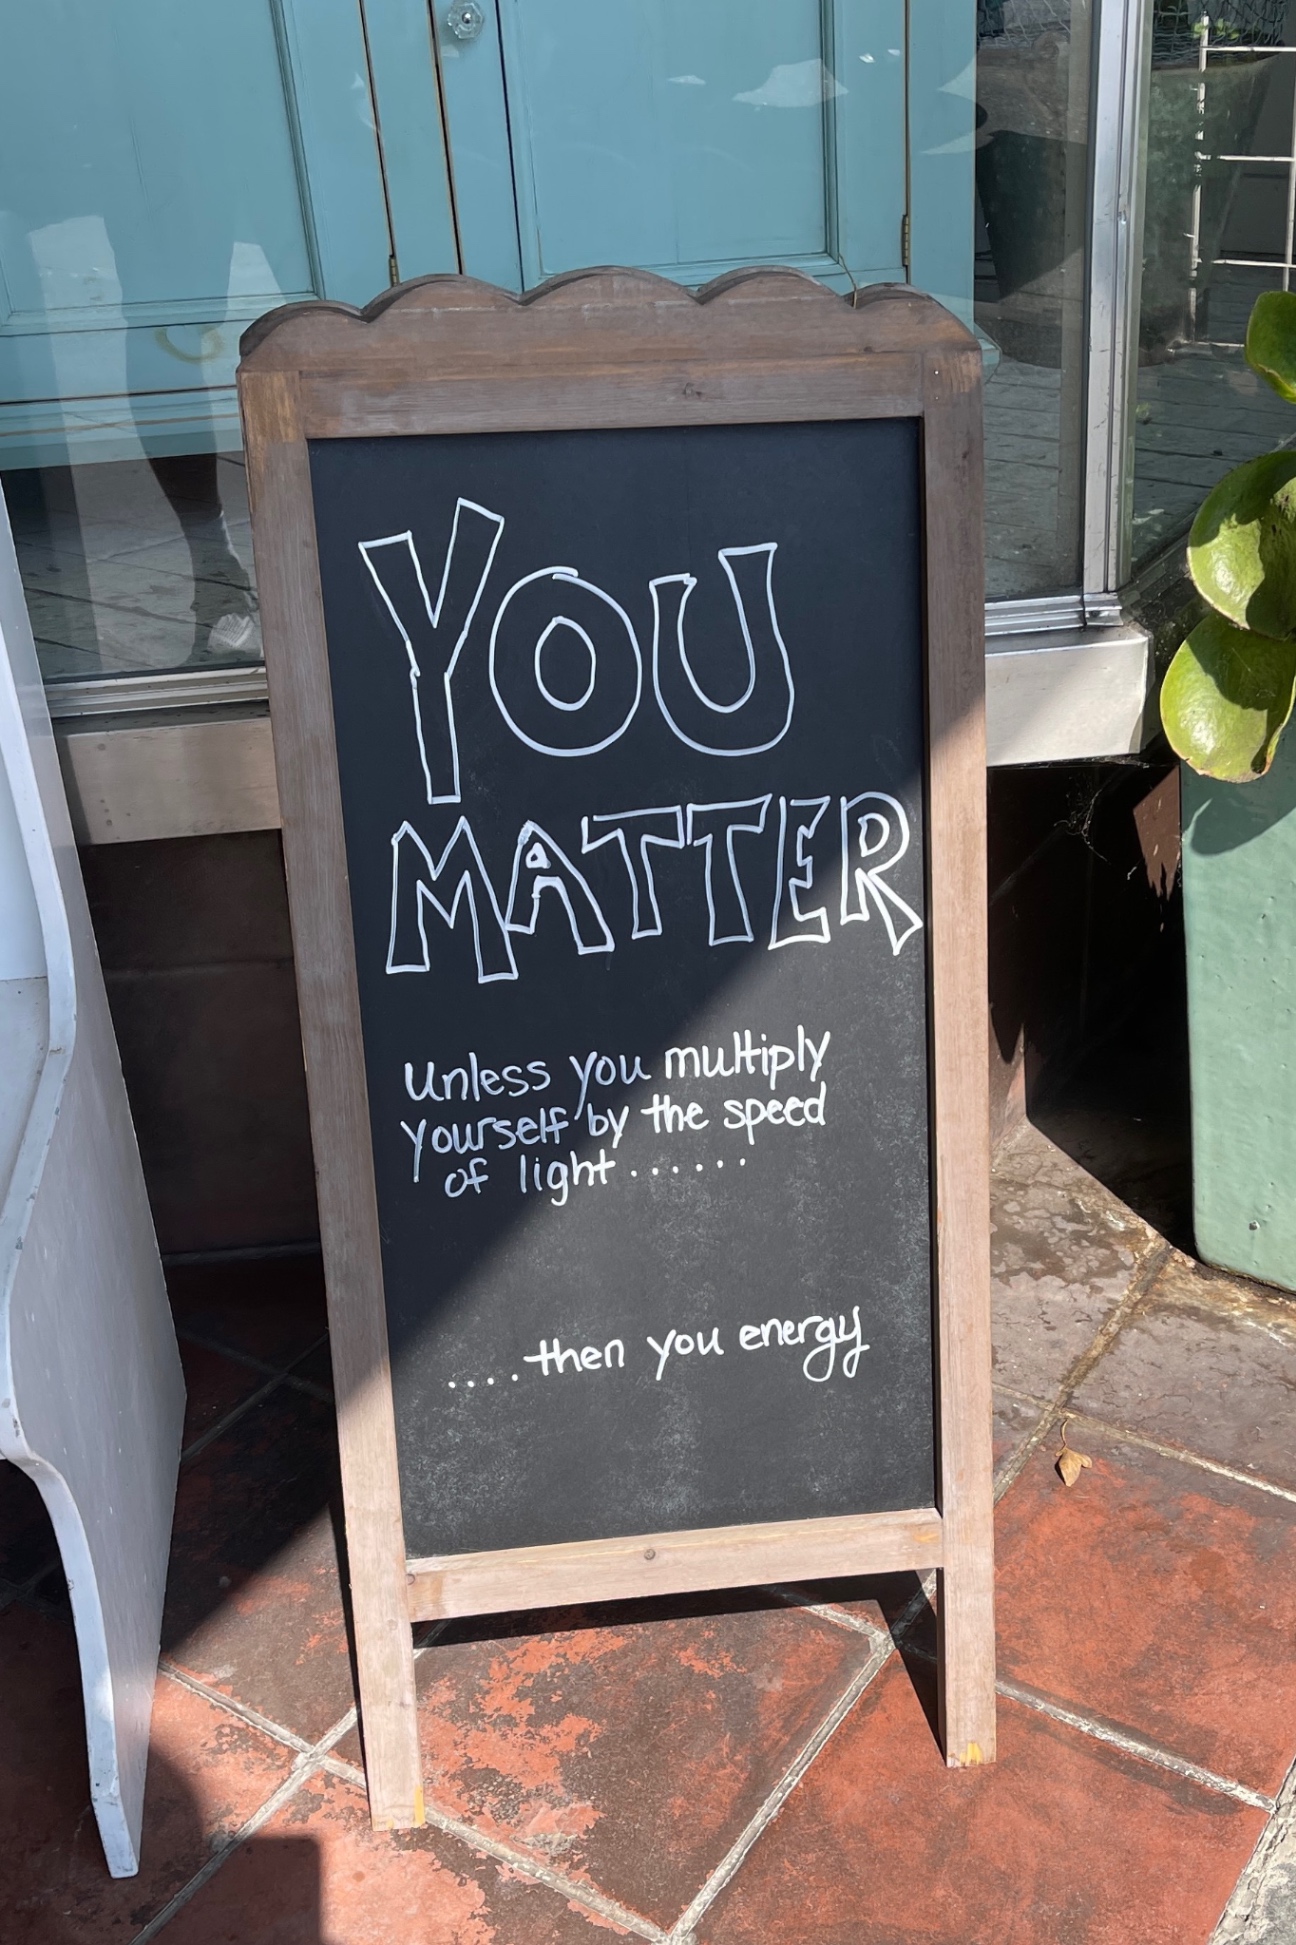 YOU
MATTER
Unless you multiply
yourself by the speed
of light ......
....then you energy